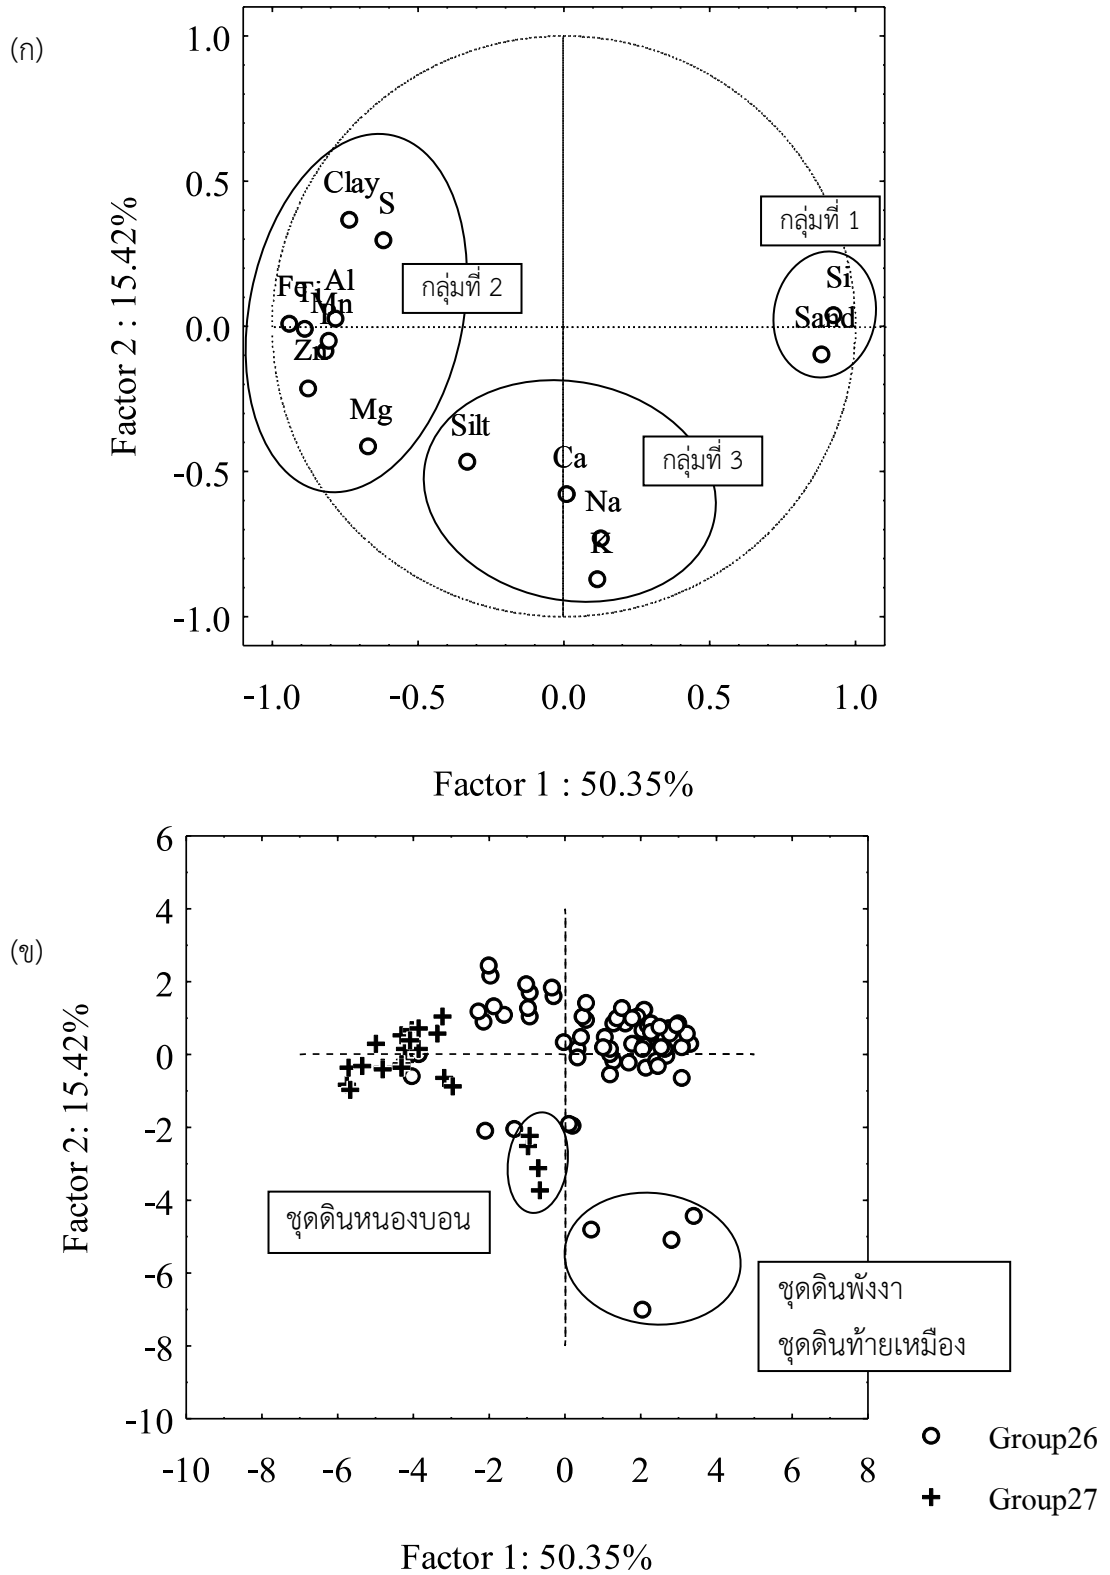 (ก)
1.0
0.5
0.0
-0.5
-1.0
Factor 2 : 15.42%
Clay
S
กลุ่มที่ 1
Si
Sand
Al
กลุ่มที่ 2
Fe
Ti
Mn
Zn
Mg
Silt
Ca
กลุ่มที่ 3
Na
K
-1.0 -0.5 0.0 0.5 1.0
Factor 1 : 50.35%
(ข)
6
4
2
0
-2
-4
-6
-8
-10
Factor 2: 15.42%
ชุดดินหนองบอน
ชุดดินพังงา
ชุดดินท้ายเหมือง
-10 -8 -6 -4 -2 0 2 4 6 8
Group26
Group27
Factor 1: 50.35%